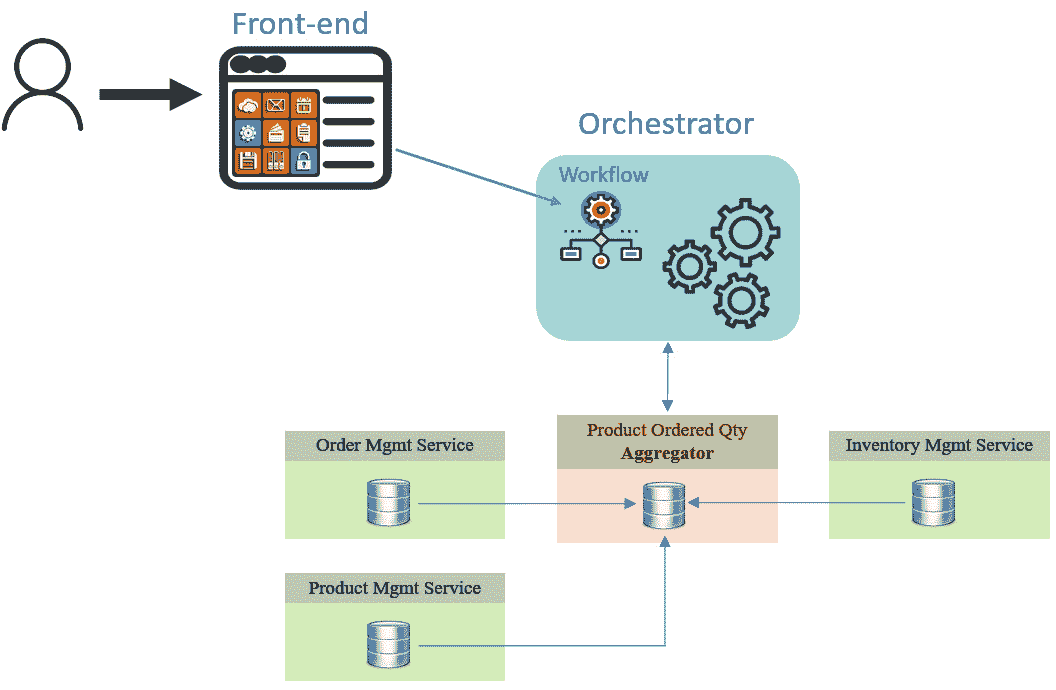 Front-end
Orchestrator
Workflow
Product Ordered Qty
Aggregator
Order Mgmt Service
Inventory Mgmt Service
Product Mgmt Service